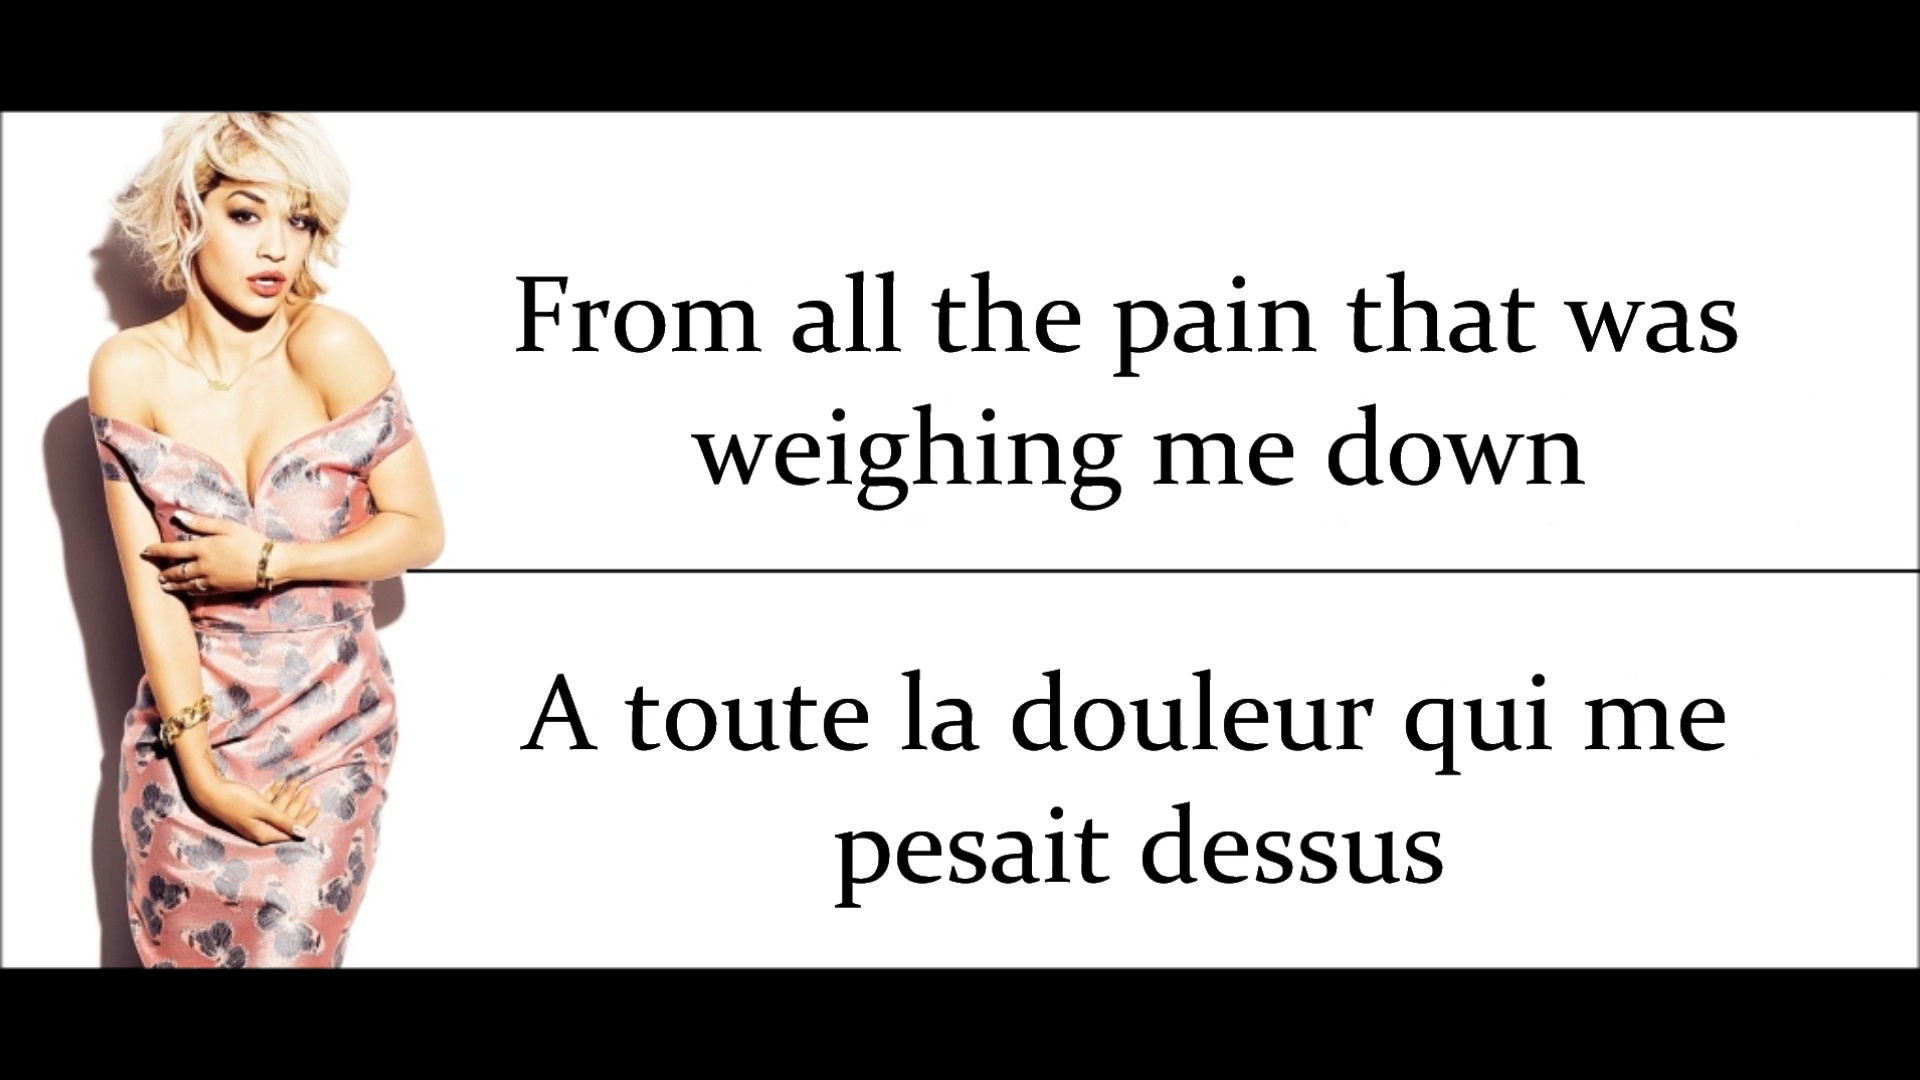 From all the pain that was
weighing me down
A toute la douleur qui me
pesait dessus